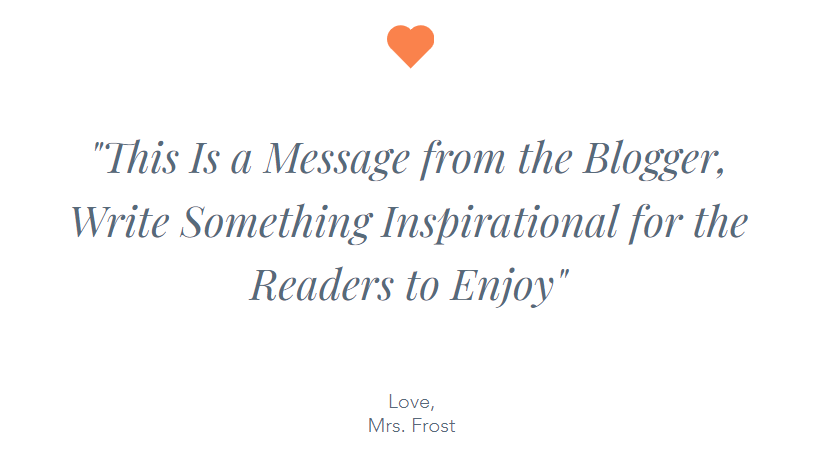 "This Is a Message from the Blogger,
Write Something Inspirational for the
Readers to Enjoy"
Love,
Mrs. Frost